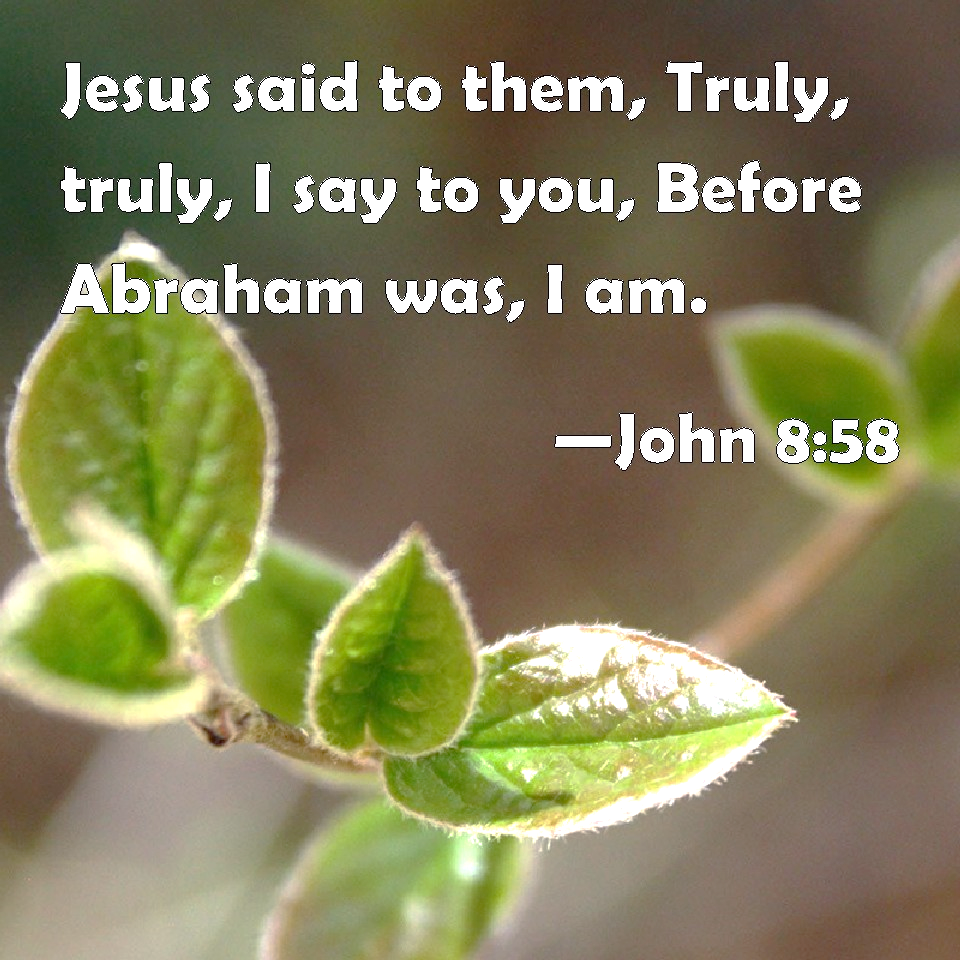 Jesus said to them, Truly,
truly, I say to you, Before
Abraham was, I am.
—John 8:58